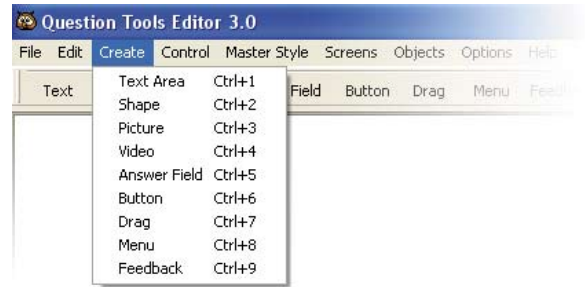 Question Tools Editor 3.0
File Edit Create Control Master Style Screens Objects Options Help
Text Field Button Drag Menu
Text Area Ctrl+1
Shape Ctrl+2
Picture Ctrl+3
Video Ctrl+4
Answer Field Ctrl+5
Button Ctrl+6
Drag Ctrl+7
Menu Ctrl+8
Feedback Ctrl+9